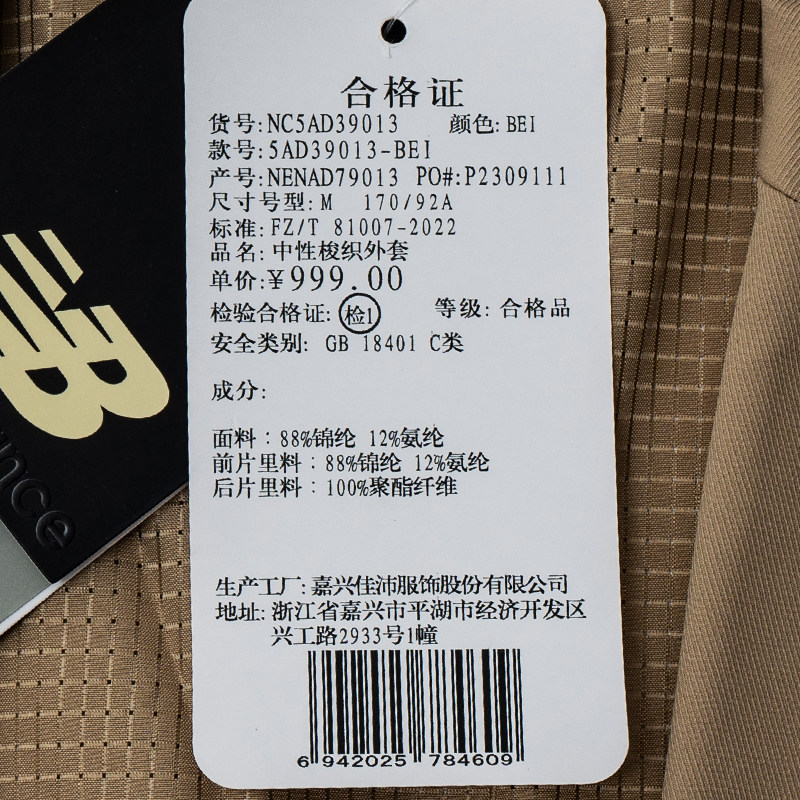 合格证
货号:NC5AD39013 颜色:BEI
款号:5AD39013-BEI
产号:NENAD79013 PO#:P2309111
尺寸号型:M 170/92A
标准:FZ/T 81007-2022
品名:中性梭织外套
单价:¥999.00
检验合格证:检1 等级:合格品
安全类别: GB 18401 C类
成分:
面料：88%锦纶 12%氨纶
前片里料：88%锦纶 12%氨纶
后片里料：100%聚酯纤维
生产工厂:嘉兴佳沛服饰股份有限公司
地址:浙江省嘉兴市平湖市经济开发区
兴工路2933号1幢
6 942025 784609
NB
ance